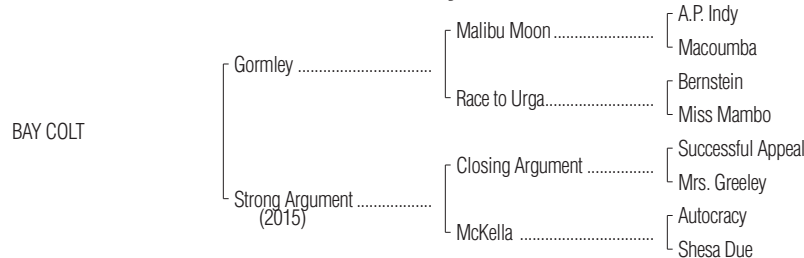 A.P. Indy
Malibu Moon ........................
Macoumba
Gormley ................................
Bernstein
Race to Urga..........................
Miss Mambo
BAY COLT
Successful Appeal
Closing Argument ................
Mrs. Greeley
Strong Argument ..................
(2015)
Autocracy
McKella ................................
Shesa Due